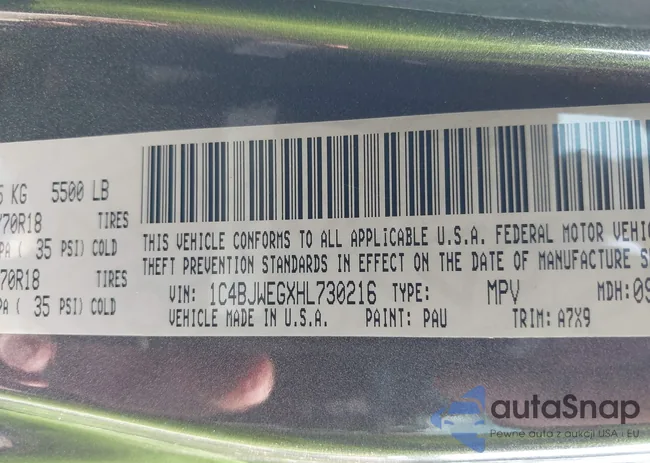 5 KG 5500 LB
70R18 TIRES
PA ( 35 PSI) COLD
70R18 TIRES
PA ( 35 PSI) COLD
THIS VEHICLE CONFORMS TO ALL APPLICABLE U.S.A. FEDERAL MOTOR VEHIC
THEFT PREVENTION STANDARDS IN EFFECT ON THE DATE OF MANUFACTURE S
VIN: 1C4BJWEGXHL730216 TYPE: MPV MDH:09
VEHICLE MADE IN U.S.A. PAINT: PAU TRIM: A7X9
autaSnap
Pewne auta z aukcji USA i EU